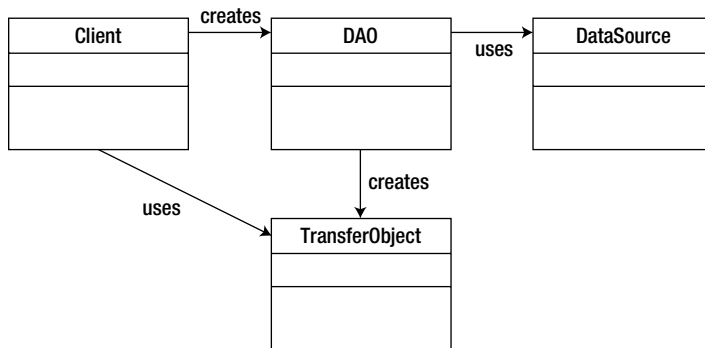 creates
Client
DAO
DataSource
uses
creates
uses
TransferObject